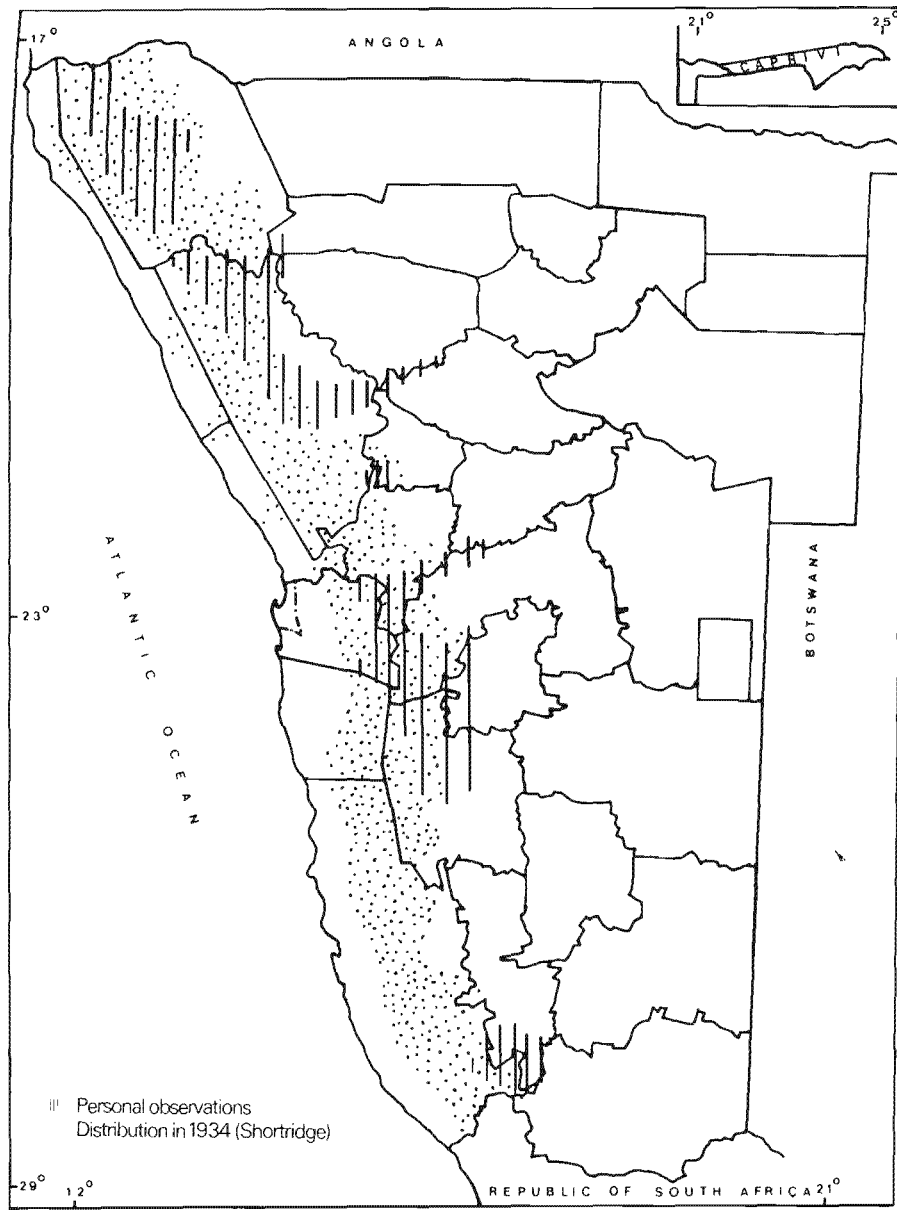 17°
ANGOLA
21°
25°
CAPRIVI
23°
ATLANTIC OCEAN
BOTSWANA
Personal observations
Distribution in 1934 (Shortridge)
29°
12°
REPUBLIC OF SOUTH AFRICA
21°